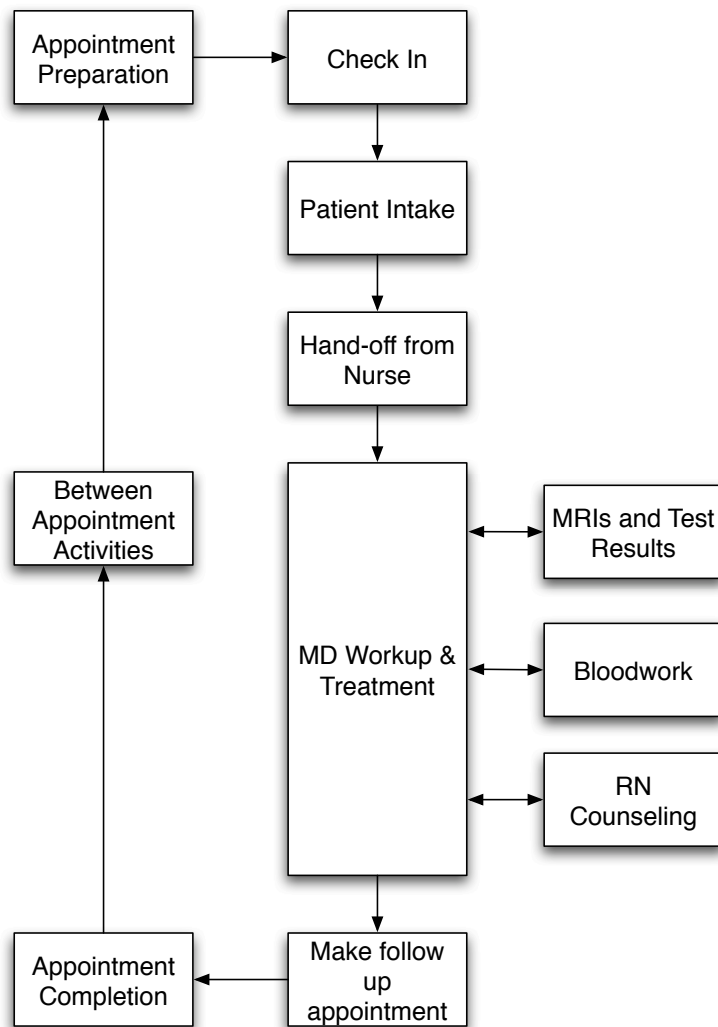 Appointment
Preparation
Check In
Patient Intake
Hand-off from
Nurse
Between
Appointment
Activities
MRIs and Test
Results
MD Workup &
Treatment
Bloodwork
RN
Counseling
Appointment
Completion
Make follow
up
appointment